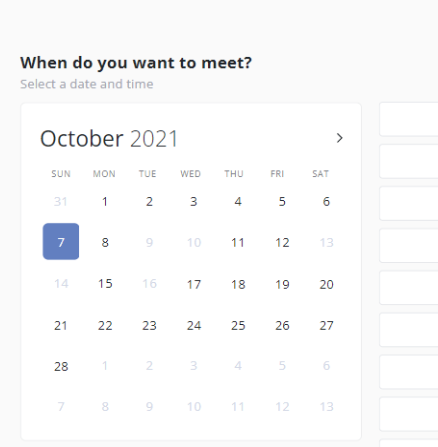 When do you want to meet?
Select a date and time
October 2021
SUN MON TUE WED THU FRI SAT
31 1 2 3 4 5 6
7 8 9 10 11 12 13
14 15 16 17 18 19 20
21 22 23 24 25 26 27
28 1 2 3 4 5 6
7 8 9 10 11 12 13